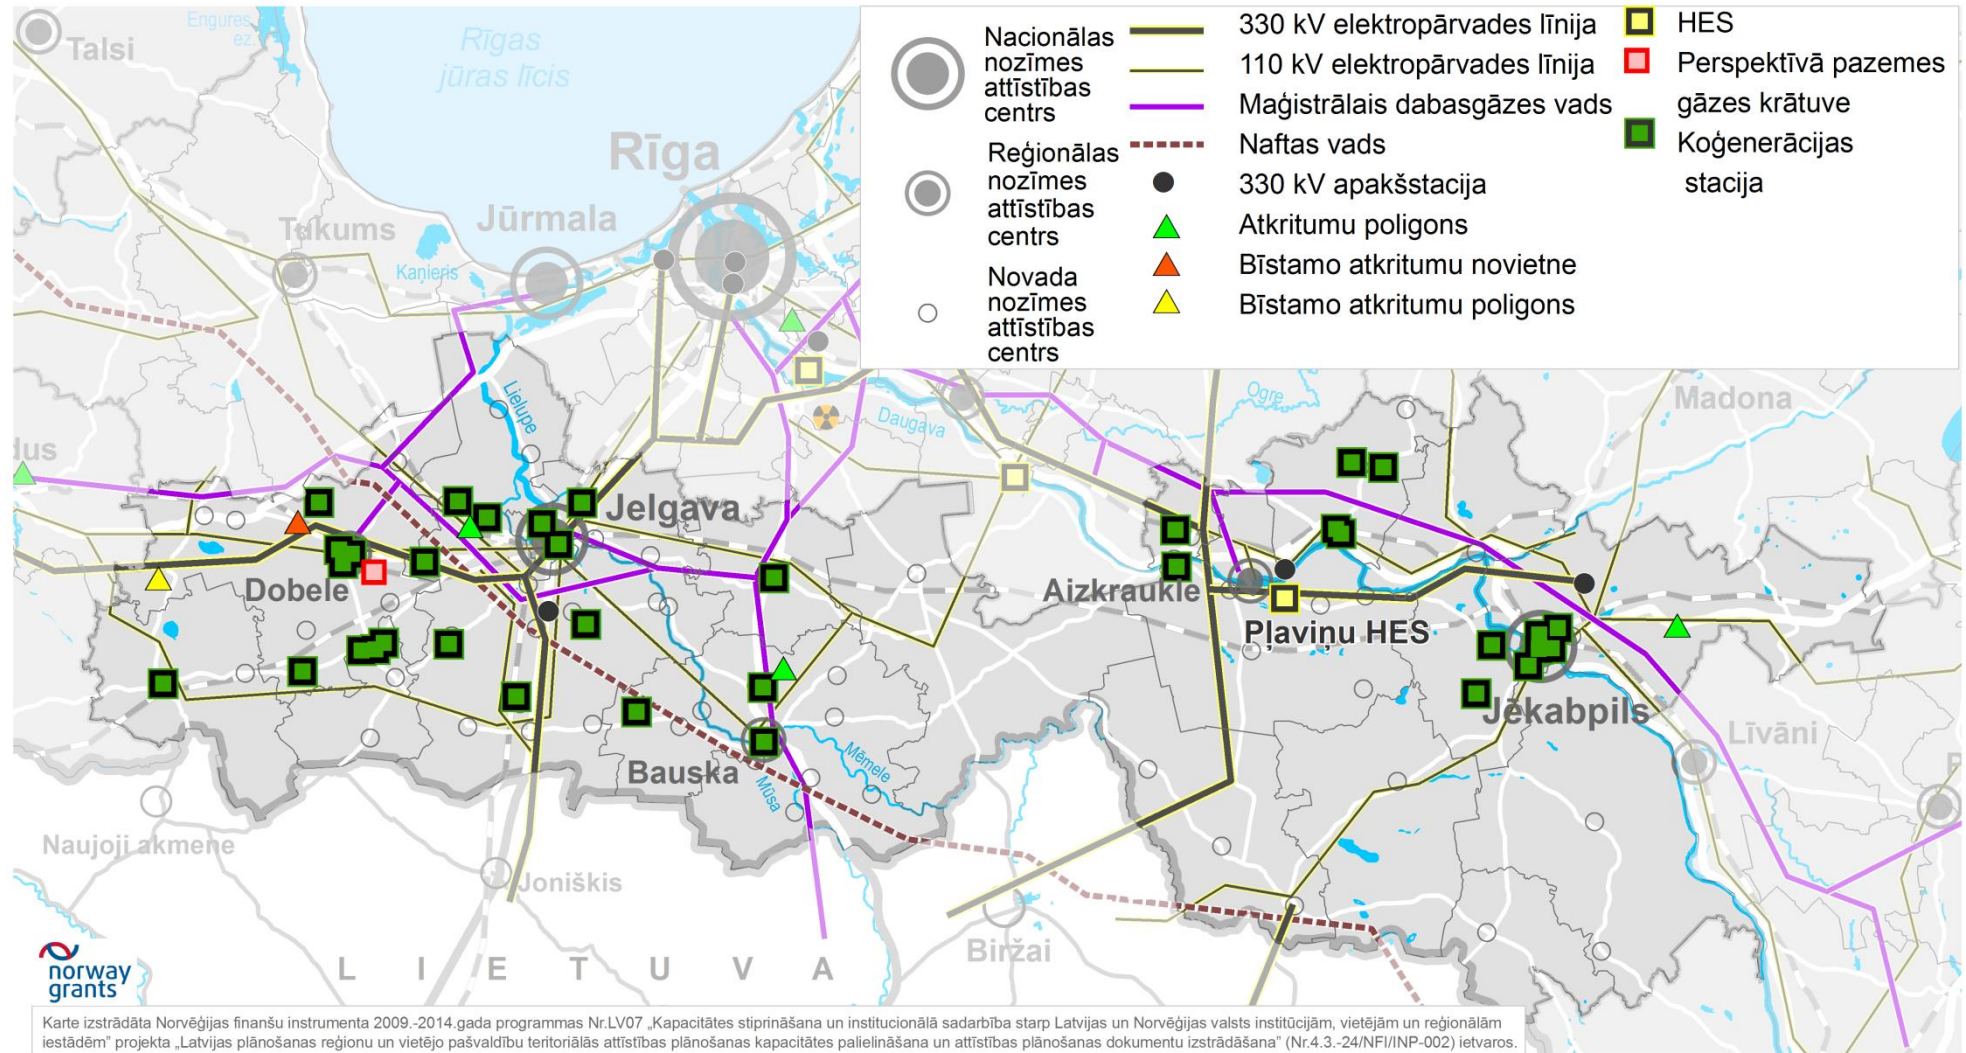 Engures
ez.
Talsi
Rīgas
jūras līcis
Rīga
Tukums
Jūrmala
Kaņieris
Nacionālas
nozīmes
attīstības
centrs
Reģionālas
nozīmes
attīstības
centrs
Novada
nozīmes
attīstības
centrs
330 kV elektropārvades līnija
110 kV elektropārvades līnija
Maģistrālais dabasgāzes vads
Naftas vads
330 kV apakšstacija
Atkritumu poligons
Bīstamo atkritumu novietne
Bīstamo atkritumu poligons
HES
Perspektīvā pazemes
gāzes krātuve
Koģenerācijas
stacija
Lielupe
Daugava
Ogre
Madona
dus
Jelgava
Dobele
Aizkraukle
Pļaviņu HES
Jēkabpils
Līvāni
Bauska
Mēmele
Mūsa
Naujoji akmene
Joniškis
Biržai
LIETUVA
norway
grants
Karte izstrādāta Norvēģijas finanšu instrumenta 2009.-2014.gada programmas Nr.LV07 „Kapacitātes stiprināšana un institucionālā sadarbība starp Latvijas un Norvēģijas valsts institūcijām, vietējām un reģionālām
iestādēm” projekta „Latvijas plānošanas reģionu un vietējo pašvaldību teritoriālās attīstības plānošanas kapacitātes palielināšana un attīstības plānošanas dokumentu izstrādāšana” (Nr.4.3.-24/NFI/INP-002) ietvaros.